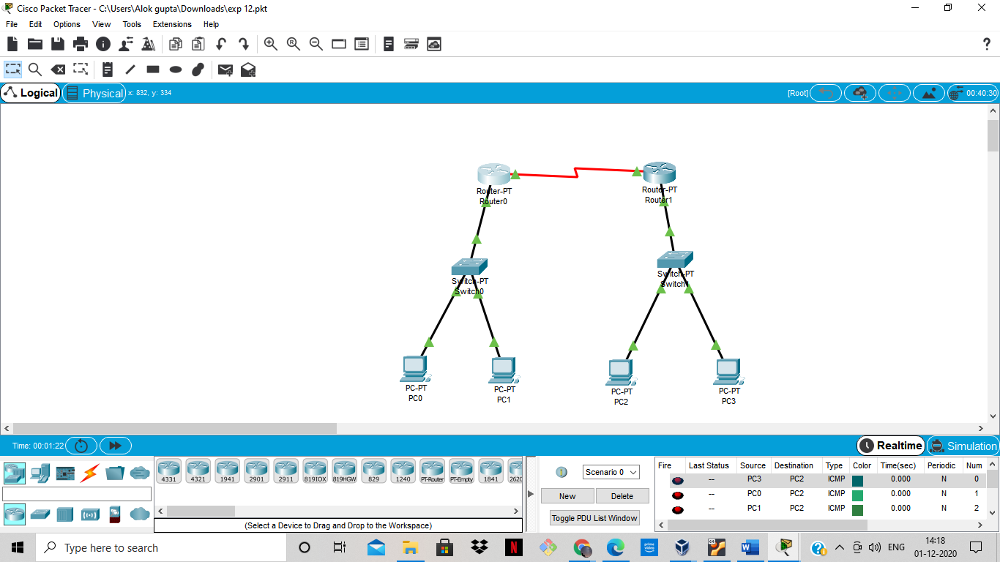 Cisco Packet Tracer - C:\Users\Alok gupta\Downloads\exp 12.pkt
File Edit Options View Tools Extensions Help
Logical Physical x: 832, y: 334 [Root] 00:40:30
Router-PT
Router0
Router-PT
Router1
Switch-PT
Switch0
Switch-PT
Switch1
PC-PT
PC0
PC-PT
PC1
PC-PT
PC2
PC-PT
PC3
Time: 00:01:22 Realtime Simulation
4331 4321 1941 2901 2911 819IOX 819HGW 829 1240 PT-Router PT-Empty 1841 2620
(Select a Device to Drag and Drop to the Workspace)
Scenario 0
New Delete
Toggle PDU List Window
Fire Last Status Source Destination Type Color Time(sec) Periodic Num
-- PC3 PC2 ICMP 0.000 N 0
-- PC0 PC2 ICMP 0.000 N 1
-- PC1 PC2 ICMP 0.000 N 2
Type here to search
ENG
14:18
01-12-2020